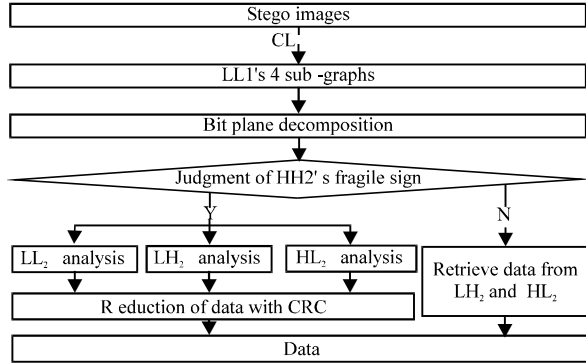 Stego images
CL
LL1's 4 sub -graphs
Bit plane decomposition
Judgment of HH2' s fragile sign
Y
N
LL₂ analysis
LH₂ analysis
HL₂ analysis
Retrieve data from
LH₂ and HL₂
R eduction of data with CRC
Data